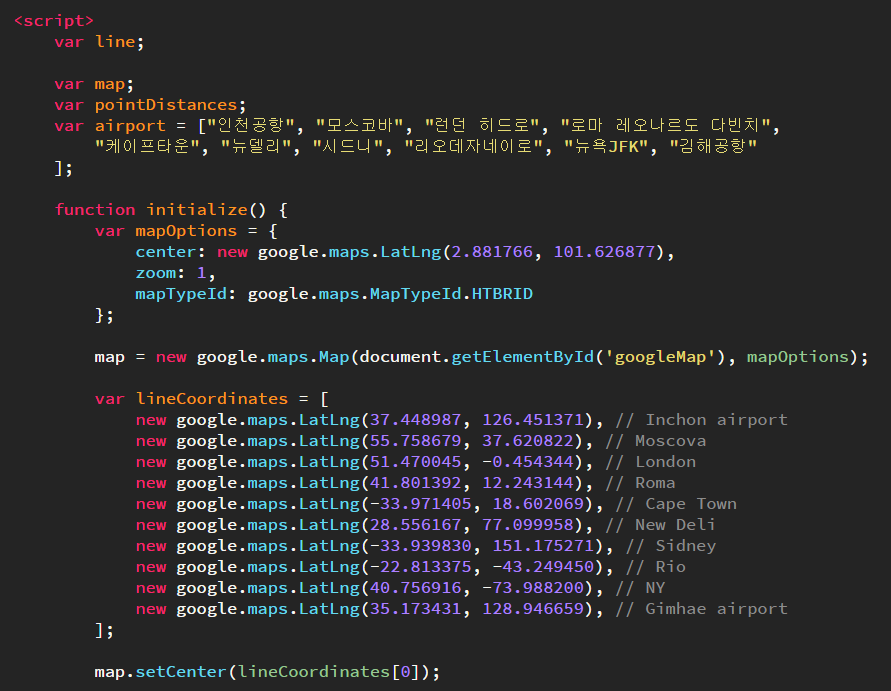 <script>
var line;
var map;
var pointDistances;
var airport = ["인천공항", "모스코바", "런던 히드로", "로마 레오나르도 다빈치",
"케이프타운", "뉴델리", "시드니", "리오데자네이로", "뉴욕JFK", "김해공항"
];
function initialize() {
var mapOptions = {
center: new google.maps.LatLng(2.881766, 101.626877),
zoom: 1,
mapTypeId: google.maps.MapTypeId.HTBRID
};
map = new google.maps.Map(document.getElementById('googleMap'), mapOptions);
var lineCoordinates = [
new google.maps.LatLng(37.448987, 126.451371), // Inchon airport
new google.maps.LatLng(55.758679, 37.620822), // Moscova
new google.maps.LatLng(51.470045, -0.454344), // London
new google.maps.LatLng(41.801392, 12.243144), // Roma
new google.maps.LatLng(-33.971405, 18.602069), // Cape Town
new google.maps.LatLng(28.556167, 77.099958), // New Deli
new google.maps.LatLng(-33.939830, 151.175271), // Sidney
new google.maps.LatLng(-22.813375, -43.249450), // Rio
new google.maps.LatLng(40.756916, -73.988200), // NY
new google.maps.LatLng(35.173431, 128.946659), // Gimhae airport
];
map.setCenter(lineCoordinates[0]);